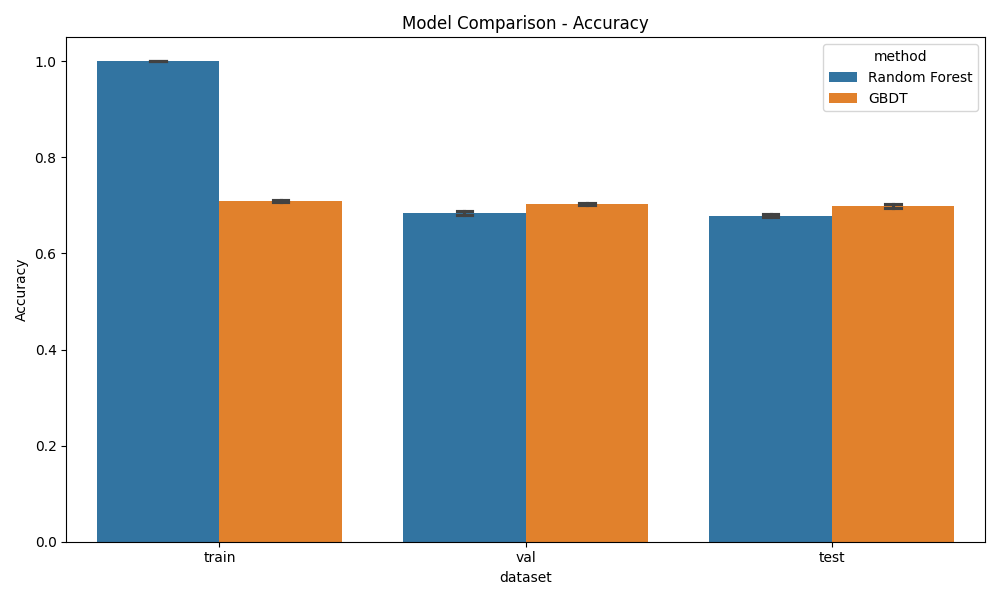 Model Comparison - Accuracy
method
Random Forest
GBDT
Accuracy
1.0
0.8
0.6
0.4
0.2
0.0
train
val
test
dataset